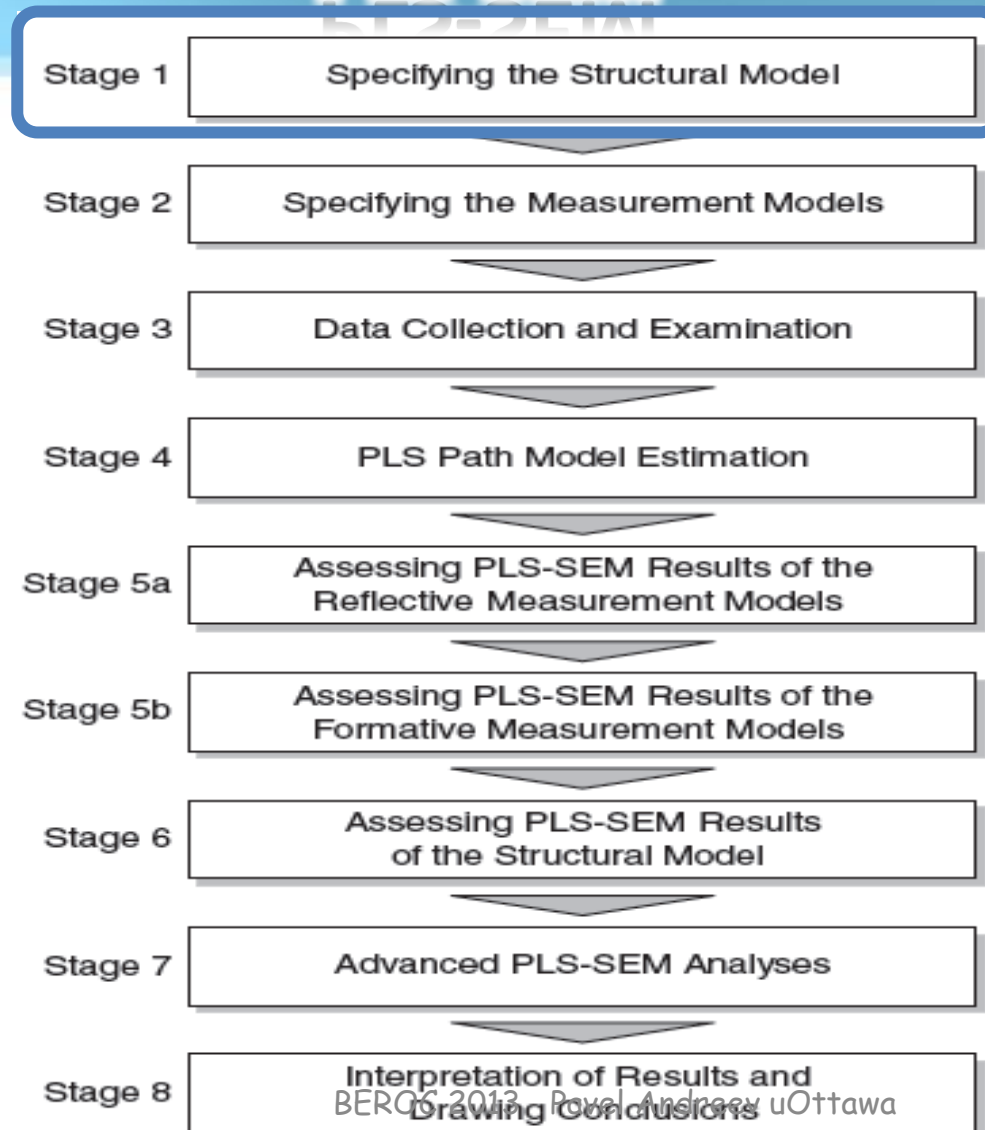 PLS-SEM
Stage 1
Specifying the Structural Model
Stage 2
Specifying the Measurement Models
Stage 3
Data Collection and Examination
Stage 4
PLS Path Model Estimation
Stage 5a
Assessing PLS-SEM Results of the
Reflective Measurement Models
Stage 5b
Assessing PLS-SEM Results of the
Formative Measurement Models
Stage 6
Assessing PLS-SEM Results
of the Structural Model
Stage 7
Advanced PLS-SEM Analyses
Stage 8
Interpretation of Results and
Drawing Conclusions
BEROC 2013 - Pavel Andreev uOttawa